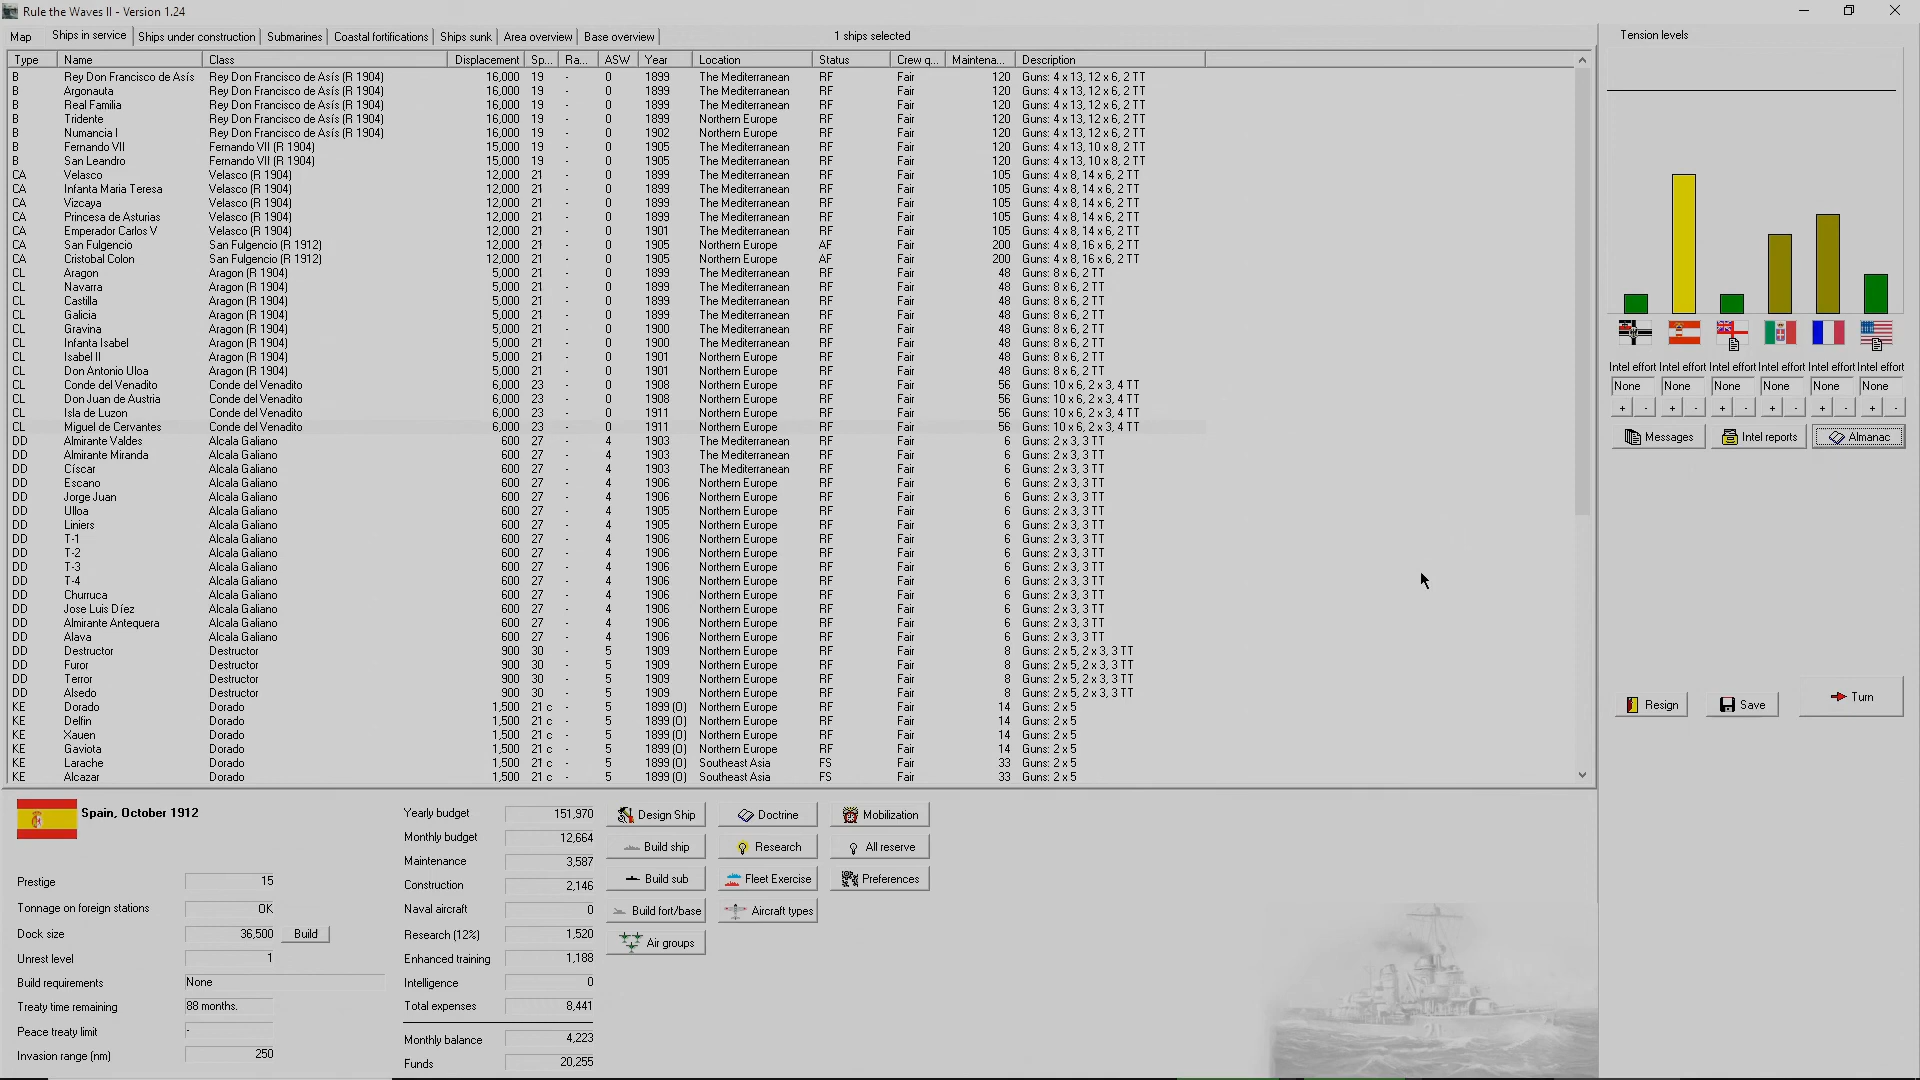 Rule the Waves II - Version 1.24
Map Ships in service Ships under construction Submarines Coastal fortifications Ships sunk Area overview Base overview 1 ships selected Tension levels
Type Name Class Displacement Sp... Ra... ASW Year Location Status Crew q... Maintena... Description
B Rey Don Francisco de Asís Rey Don Francisco de Asís (R 1904) 16,000 19 - 0 1899 The Mediterranean RF Fair 120 Guns: 4 x 13, 12 x 6, 2 TT
B Argonauta Rey Don Francisco de Asís (R 1904) 16,000 19 - 0 1899 The Mediterranean RF Fair 120 Guns: 4 x 13, 12 x 6, 2 TT
B Real Familia Rey Don Francisco de Asís (R 1904) 16,000 19 - 0 1899 The Mediterranean RF Fair 120 Guns: 4 x 13, 12 x 6, 2 TT
B Tridente Rey Don Francisco de Asís (R 1904) 16,000 19 - 0 1899 Northern Europe RF Fair 120 Guns: 4 x 13, 12 x 6, 2 TT
B Numancia I Rey Don Francisco de Asís (R 1904) 16,000 19 - 0 1902 Northern Europe RF Fair 120 Guns: 4 x 13, 12 x 6, 2 TT
B Fernando VII Fernando VII (R 1904) 15,000 19 - 0 1905 The Mediterranean RF Fair 120 Guns: 4 x 13, 10 x 8, 2 TT
B San Leandro Fernando VII (R 1904) 15,000 19 - 0 1905 The Mediterranean RF Fair 120 Guns: 4 x 13, 10 x 8, 2 TT
CA Velasco Velasco (R 1904) 12,000 21 - 0 1899 The Mediterranean RF Fair 105 Guns: 4 x 8, 14 x 6, 2 TT
CA Infanta Maria Teresa Velasco (R 1904) 12,000 21 - 0 1899 The Mediterranean RF Fair 105 Guns: 4 x 8, 14 x 6, 2 TT
CA Vizcaya Velasco (R 1904) 12,000 21 - 0 1899 The Mediterranean RF Fair 105 Guns: 4 x 8, 14 x 6, 2 TT
CA Princesa de Asturias Velasco (R 1904) 12,000 21 - 0 1899 The Mediterranean RF Fair 105 Guns: 4 x 8, 14 x 6, 2 TT
CA Emperador Carlos V Velasco (R 1904) 12,000 21 - 0 1901 The Mediterranean RF Fair 105 Guns: 4 x 8, 14 x 6, 2 TT
CA San Fulgencio San Fulgencio (R 1912) 12,000 21 - 0 1905 Northern Europe AF Fair 200 Guns: 4 x 8, 16 x 6, 2 TT
CA Cristobal Colon San Fulgencio (R 1912) 12,000 21 - 0 1905 Northern Europe AF Fair 200 Guns: 4 x 8, 16 x 6, 2 TT
CL Aragon Aragon (R 1904) 5,000 21 - 0 1899 The Mediterranean RF Fair 48 Guns: 8 x 6, 2 TT
CL Navarra Aragon (R 1904) 5,000 21 - 0 1899 The Mediterranean RF Fair 48 Guns: 8 x 6, 2 TT
CL Castilla Aragon (R 1904) 5,000 21 - 0 1899 The Mediterranean RF Fair 48 Guns: 8 x 6, 2 TT
CL Galicia Aragon (R 1904) 5,000 21 - 0 1899 The Mediterranean RF Fair 48 Guns: 8 x 6, 2 TT
CL Gravina Aragon (R 1904) 5,000 21 - 0 1900 The Mediterranean RF Fair 48 Guns: 8 x 6, 2 TT
CL Infanta Isabel Aragon (R 1904) 5,000 21 - 0 1900 The Mediterranean RF Fair 48 Guns: 8 x 6, 2 TT
CL Isabel II Aragon (R 1904) 5,000 21 - 0 1901 Northern Europe RF Fair 48 Guns: 8 x 6, 2 TT
CL Don Antonio Uloa Aragon (R 1904) 5,000 21 - 0 1901 Northern Europe RF Fair 48 Guns: 8 x 6, 2 TT
CL Conde del Venadito Conde del Venadito 6,000 23 - 0 1908 Northern Europe RF Fair 56 Guns: 10 x 6, 2 x 3, 4 TT
CL Don Juan de Austria Conde del Venadito 6,000 23 - 0 1908 Northern Europe RF Fair 56 Guns: 10 x 6, 2 x 3, 4 TT
CL Isla de Luzon Conde del Venadito 6,000 23 - 0 1911 Northern Europe RF Fair 56 Guns: 10 x 6, 2 x 3, 4 TT
CL Miguel de Cervantes Conde del Venadito 6,000 23 - 0 1911 Northern Europe RF Fair 56 Guns: 10 x 6, 2 x 3, 4 TT
DD Almirante Valdes Alcala Galiano 600 27 - 4 1903 The Mediterranean RF Fair 6 Guns: 2 x 3, 3 TT
DD Almirante Miranda Alcala Galiano 600 27 - 4 1903 The Mediterranean RF Fair 6 Guns: 2 x 3, 3 TT
DD Císcar Alcala Galiano 600 27 - 4 1903 The Mediterranean RF Fair 6 Guns: 2 x 3, 3 TT
DD Escano Alcala Galiano 600 27 - 4 1906 Northern Europe RF Fair 6 Guns: 2 x 3, 3 TT
DD Jorge Juan Alcala Galiano 600 27 - 4 1906 Northern Europe RF Fair 6 Guns: 2 x 3, 3 TT
DD Ulloa Alcala Galiano 600 27 - 4 1905 Northern Europe RF Fair 6 Guns: 2 x 3, 3 TT
DD Liniers Alcala Galiano 600 27 - 4 1905 Northern Europe RF Fair 6 Guns: 2 x 3, 3 TT
DD T-1 Alcala Galiano 600 27 - 4 1906 Northern Europe RF Fair 6 Guns: 2 x 3, 3 TT
DD T-2 Alcala Galiano 600 27 - 4 1906 Northern Europe RF Fair 6 Guns: 2 x 3, 3 TT
DD T-3 Alcala Galiano 600 27 - 4 1906 Northern Europe RF Fair 6 Guns: 2 x 3, 3 TT
DD T-4 Alcala Galiano 600 27 - 4 1906 Northern Europe RF Fair 6 Guns: 2 x 3, 3 TT
DD Churruca Alcala Galiano 600 27 - 4 1906 Northern Europe RF Fair 6 Guns: 2 x 3, 3 TT
DD Jose Luis Díez Alcala Galiano 600 27 - 4 1906 Northern Europe RF Fair 6 Guns: 2 x 3, 3 TT
DD Almirante Antequera Alcala Galiano 600 27 - 4 1906 Northern Europe RF Fair 6 Guns: 2 x 3, 3 TT
DD Alava Alcala Galiano 600 27 - 4 1906 Northern Europe RF Fair 6 Guns: 2 x 3, 3 TT
DD Destructor Destructor 900 30 - 5 1909 Northern Europe RF Fair 8 Guns: 2 x 5, 2 x 3, 3 TT
DD Furor Destructor 900 30 - 5 1909 Northern Europe RF Fair 8 Guns: 2 x 5, 2 x 3, 3 TT
DD Terror Destructor 900 30 - 5 1909 Northern Europe RF Fair 8 Guns: 2 x 5, 2 x 3, 3 TT
DD Alsedo Destructor 900 30 - 5 1909 Northern Europe RF Fair 8 Guns: 2 x 5, 2 x 3, 3 TT
KE Dorado Dorado 1,500 21 c - 5 1899 (O) Northern Europe RF Fair 14 Guns: 2 x 5
KE Delfin Dorado 1,500 21 c - 5 1899 (O) Northern Europe RF Fair 14 Guns: 2 x 5
KE Xauen Dorado 1,500 21 c - 5 1899 (O) Northern Europe RF Fair 14 Guns: 2 x 5
KE Gaviota Dorado 1,500 21 c - 5 1899 (O) Northern Europe RF Fair 14 Guns: 2 x 5
KE Larache Dorado 1,500 21 c - 5 1899 (O) Southeast Asia FS Fair 33 Guns: 2 x 5
KE Alcazar Dorado 1,500 21 c - 5 1899 (O) Southeast Asia FS Fair 33 Guns: 2 x 5
Intel effort Intel effort Intel effort Intel effort Intel effort Intel effort
None None None None None None
+ - + - + - + - + - + -
Messages Intel reports Almanac
Resign Save Turn
Spain, October 1912
Prestige 15
Tonnage on foreign stations OK
Dock size 36,500 Build
Unrest level 1
Build requirements None
Treaty time remaining 88 months.
Peace treaty limit -
Invasion range (nm) 250
Yearly budget 151,970
Monthly budget 12,664
Maintenance 3,587
Construction 2,146
Naval aircraft 0
Research (12%) 1,520
Enhanced training 1,188
Intelligence 0
Total expenses 8,441
Monthly balance 4,223
Funds 20,255
Design Ship Doctrine Mobilization
Build ship Research All reserve
Build sub Fleet Exercise Preferences
Build fort/base Aircraft types
Air groups